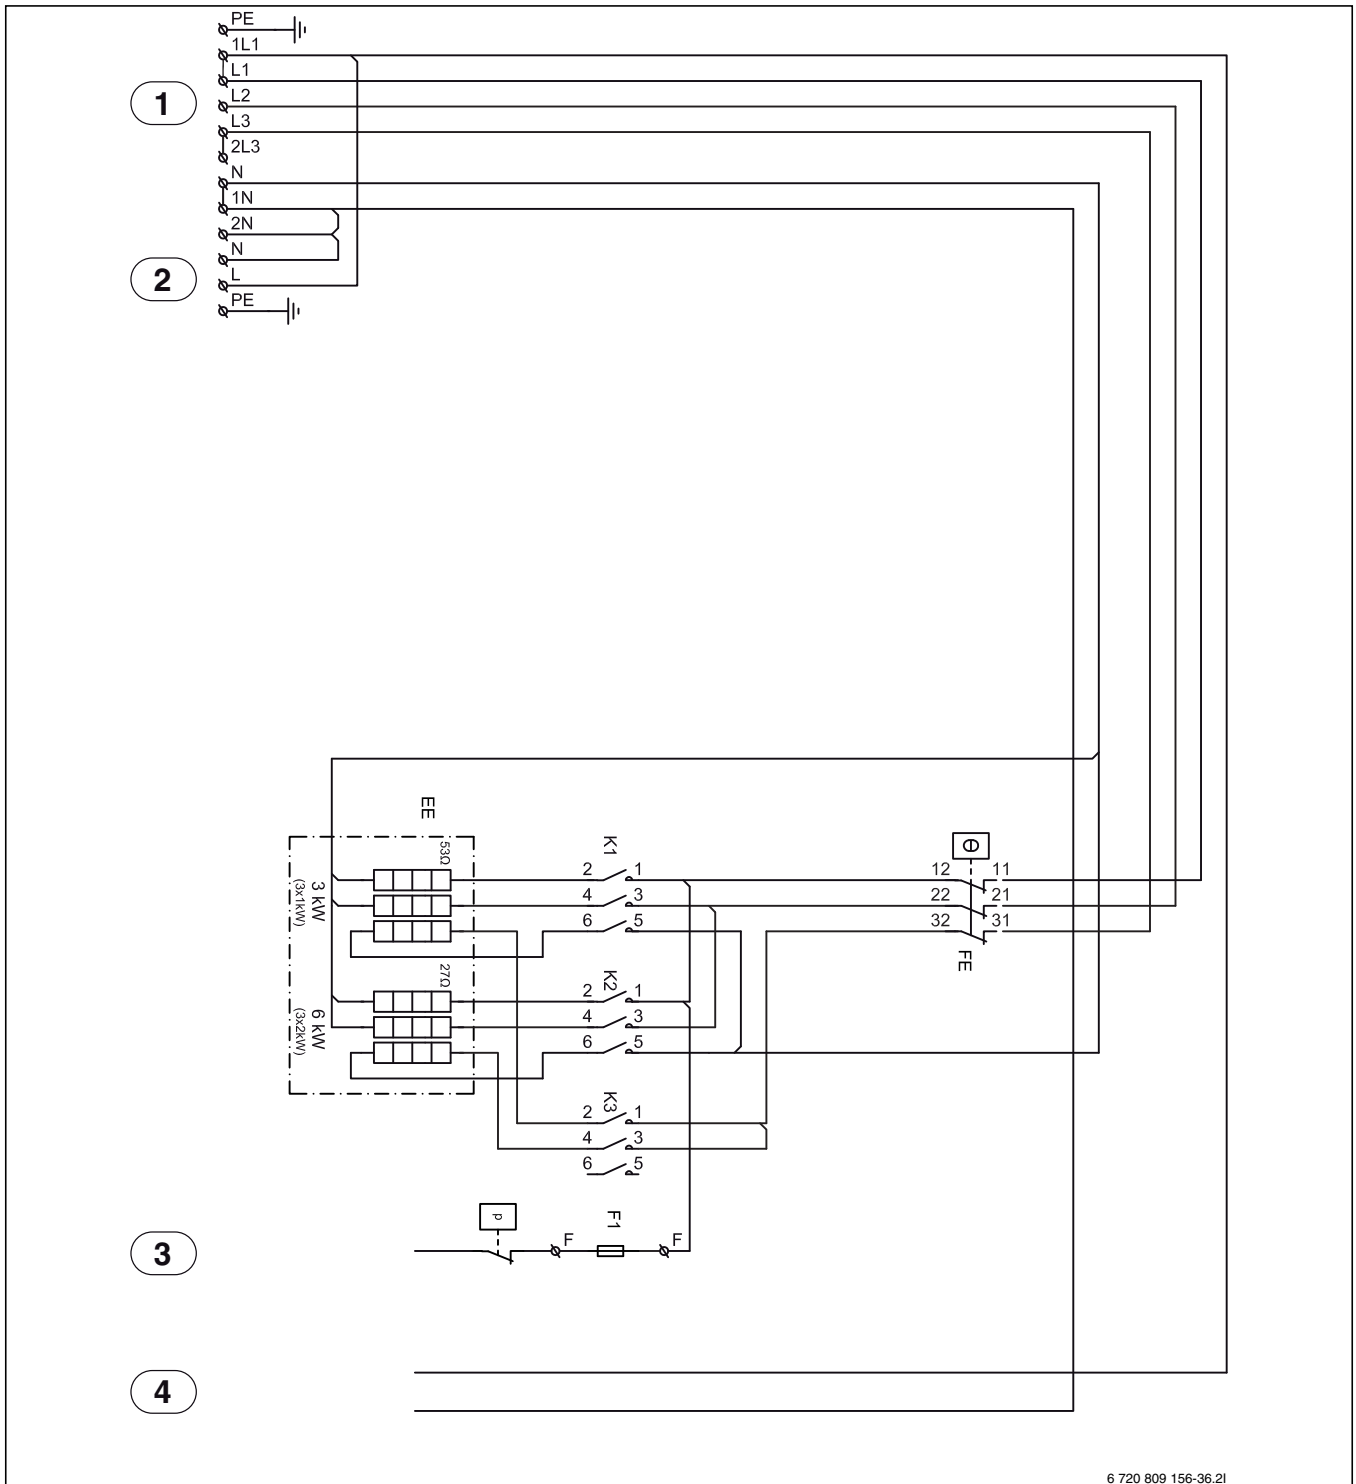 PE
1L1
L1
1
L2
L3
2L3
N
1N
2N
N
2
L
PE
EE
53Ω
3 kW
(3x1kW)
27Ω
6 kW
(3x2kW)
K1
2 1
4 3
6 5
K2
2 1
4 3
6 5
K3
2 1
4 3
6 5
θ
12 11
22 21
32 31
FE
3
p
F
F1
F
4
6 720 809 156-36.2I